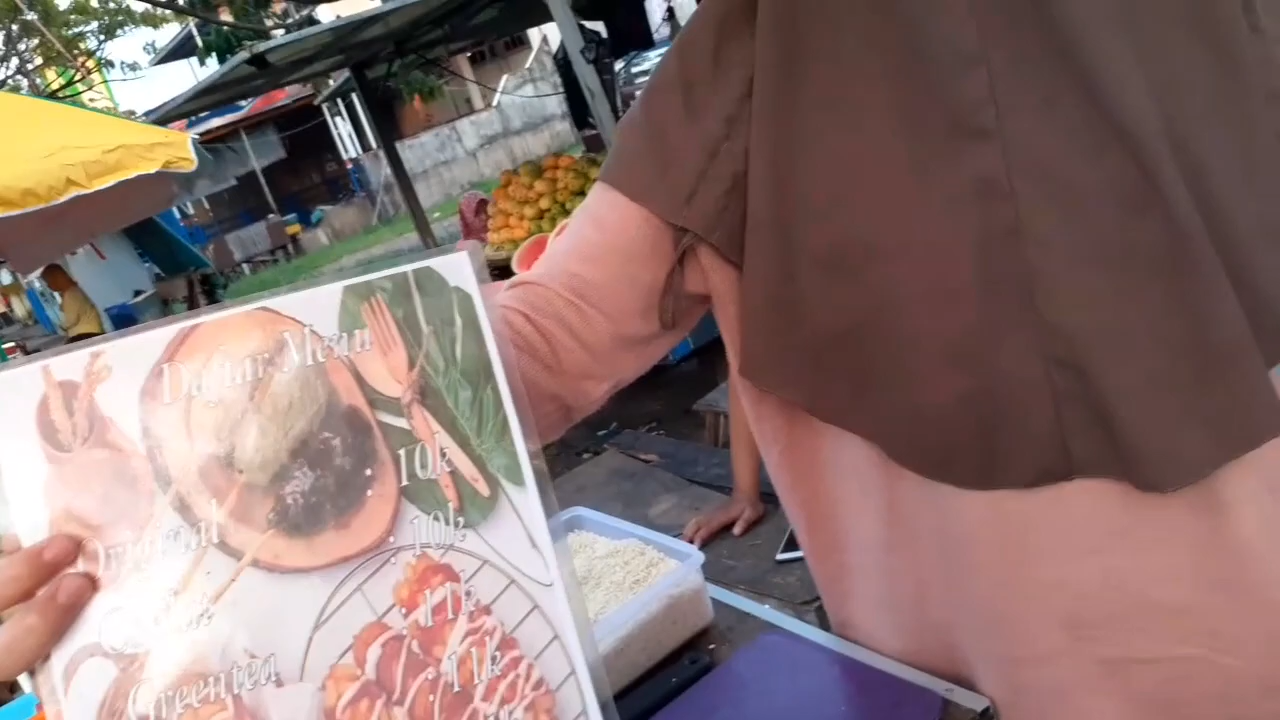 Daftar Menu
: 10k
Original : 10k
: 11k
Greentea : 11k